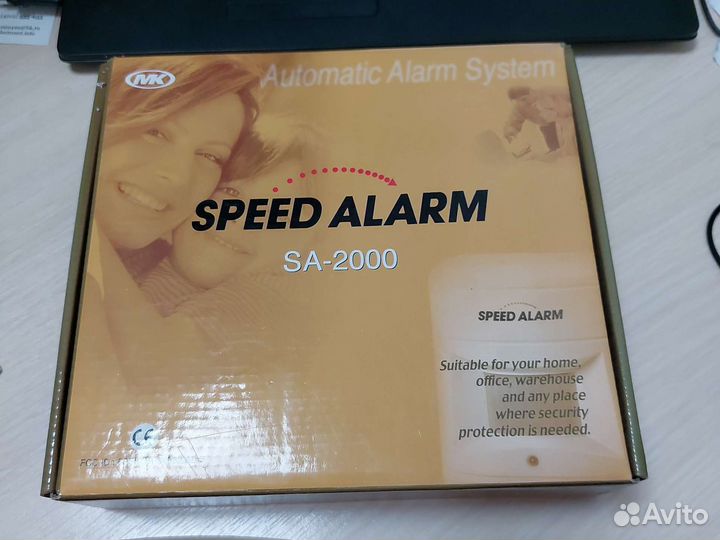 MK
Automatic Alarm System
SPEED ALARM
SA-2000
SPEED ALARM
Suitable for your home,
office, warehouse
and any place
where security
protection is needed.
CE
Avito